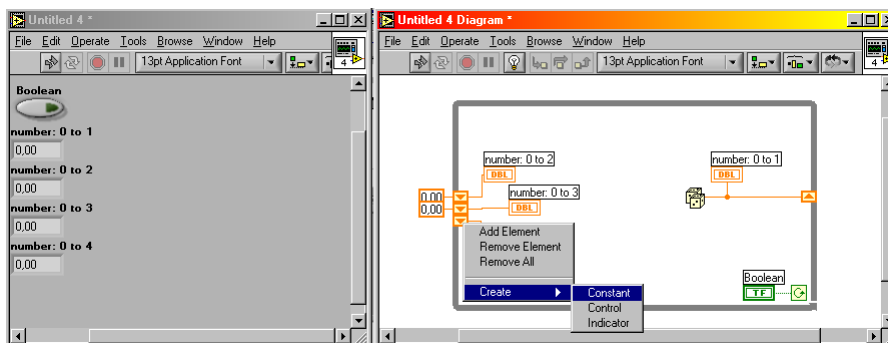 Untitled 4 *
File Edit Operate Tools Browse Window Help
13pt Application Font
4
Boolean
number: 0 to 1
0,00
number: 0 to 2
0,00
number: 0 to 3
0,00
number: 0 to 4
0,00
Untitled 4 Diagram *
File Edit Operate Tools Browse Window Help
13pt Application Font
4
number: 0 to 2
DBL
number: 0 to 1
DBL
number: 0 to 3
DBL
0,00
0,00
Add Element
Remove Element
Remove All
Create
Constant
Control
Indicator
Boolean
TF